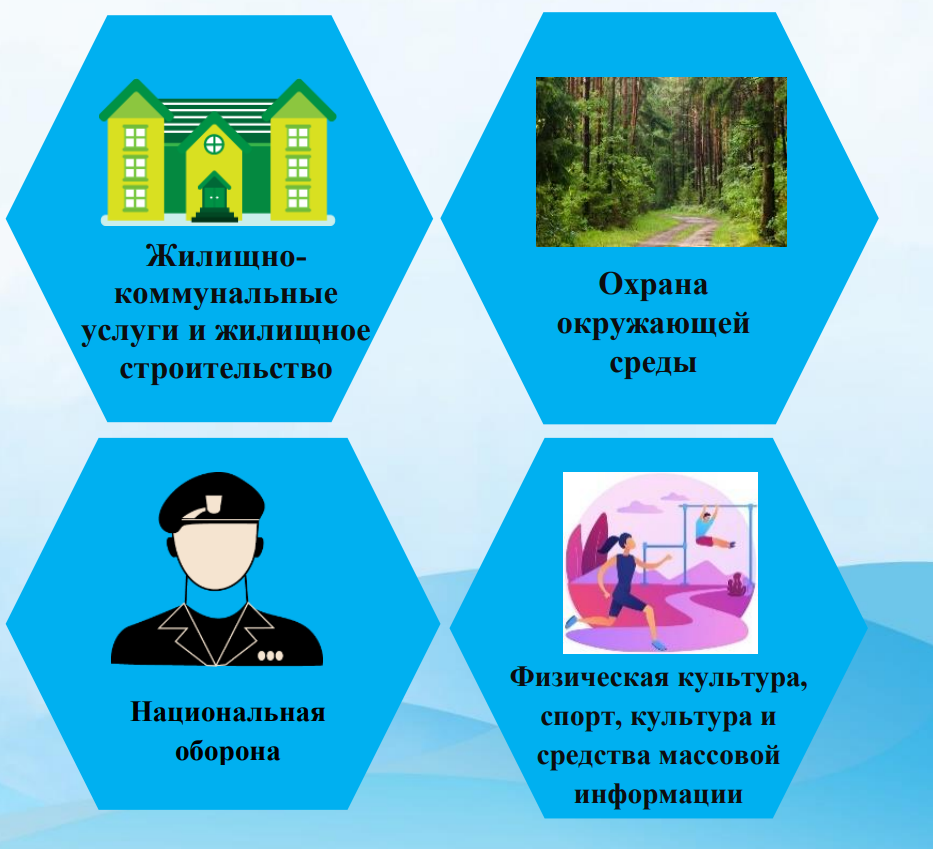 Жилищно-
коммунальные
услуги и жилищное
строительство
Охрана
окружающей
среды
Национальная
оборона
Физическая культура,
спорт, культура и
средства массовой
информации